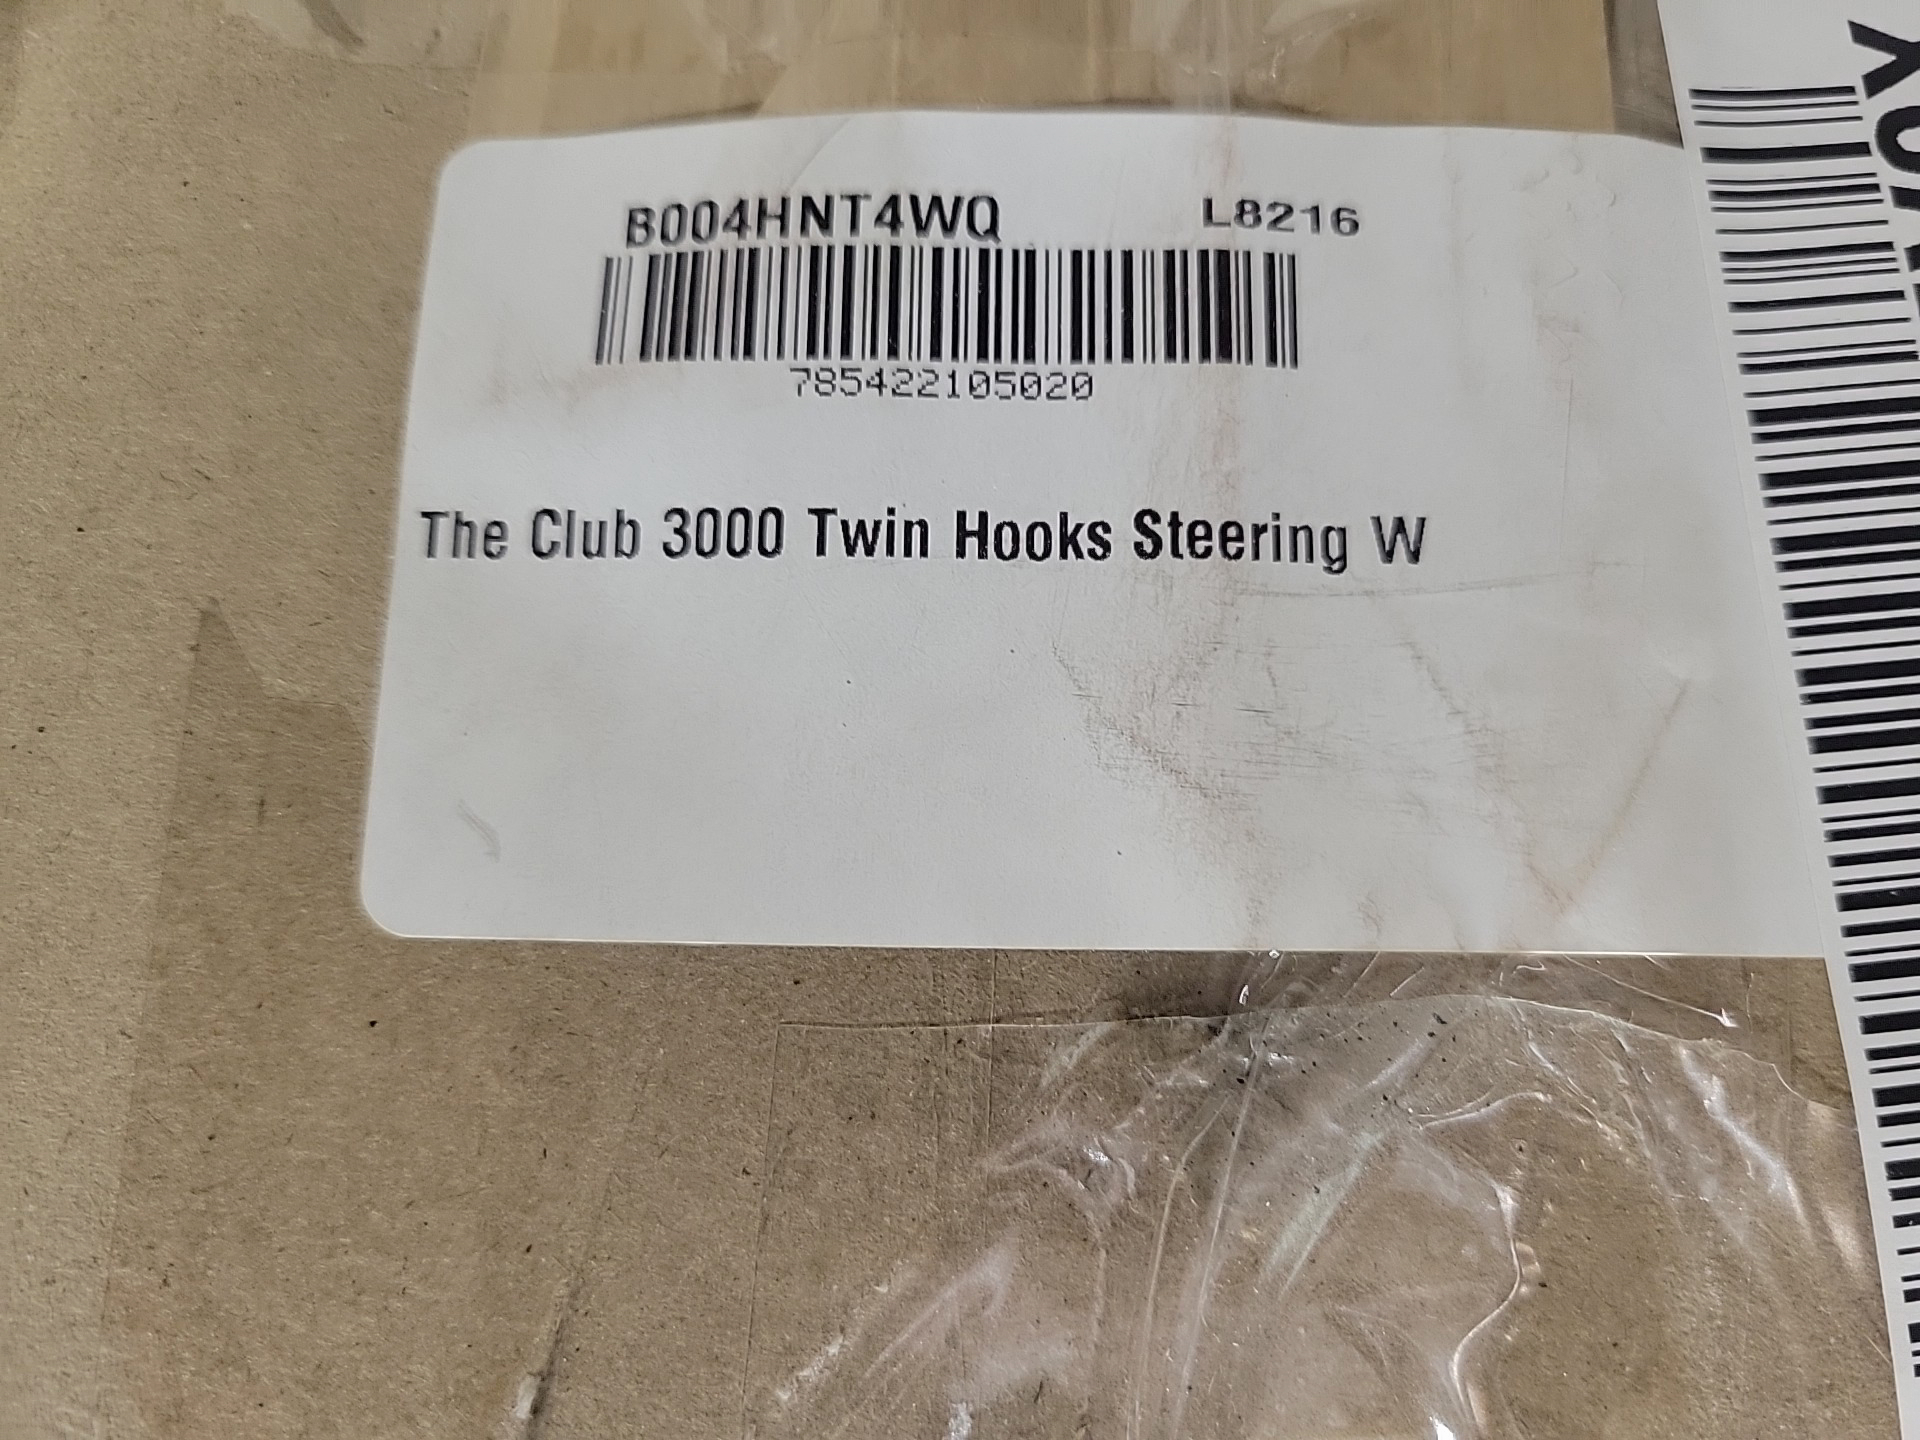 B004HNT4WQ L8216
785422105020
The Club 3000 Twin Hooks Steering W